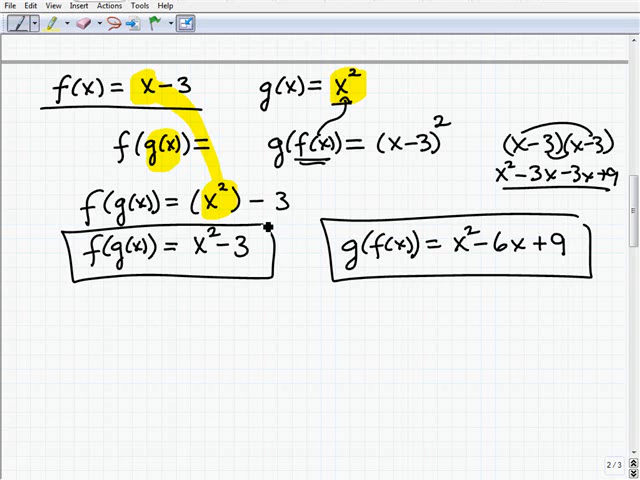 File Edit View Insert Actions Tools Help
f(x) = x - 3
g(x) = x²
f(g(x)) =
g(f(x)) = (x-3)²
(x-3)(x-3)
x² - 3x - 3x + 9
f(g(x)) = (x²) - 3
f(g(x)) = x² - 3
g(f(x)) = x² - 6x + 9
2/3